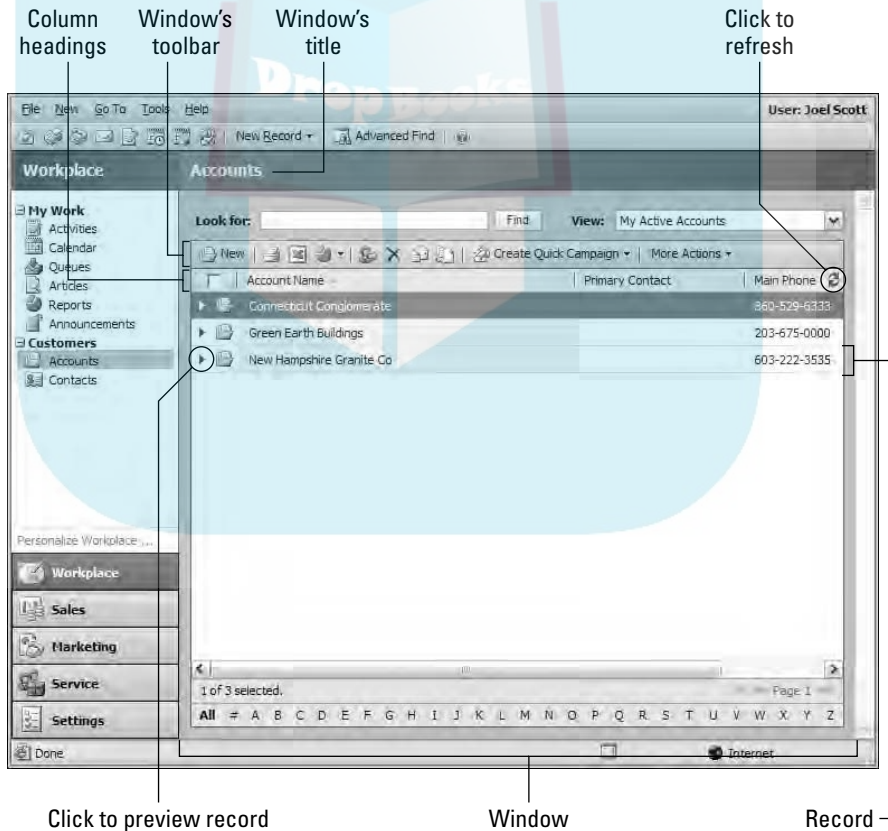 Column headings
Window's toolbar
Window's title
Click to refresh
File New Go To Tools Help
User: Joel Scott
New Record
Advanced Find
Workplace
Accounts
Drop Books
My Work
Activities
Calendar
Queues
Articles
Reports
Announcements
Customers
Accounts
Contacts
Look for:
Find
View: My Active Accounts
New
Create Quick Campaign
More Actions
Account Name
Primary Contact
Main Phone
Connecticut Conglomerate
860-529-6333
Green Earth Buildings
203-675-0000
New Hampshire Granite Co
603-222-3535
Personalize Workplace ...
Workplace
Sales
Marketing
Service
Settings
1 of 3 selected.
Page 1
All # A B C D E F G H I J K L M N O P Q R S T U V W X Y Z
Done
Internet
Click to preview record
Window
Record